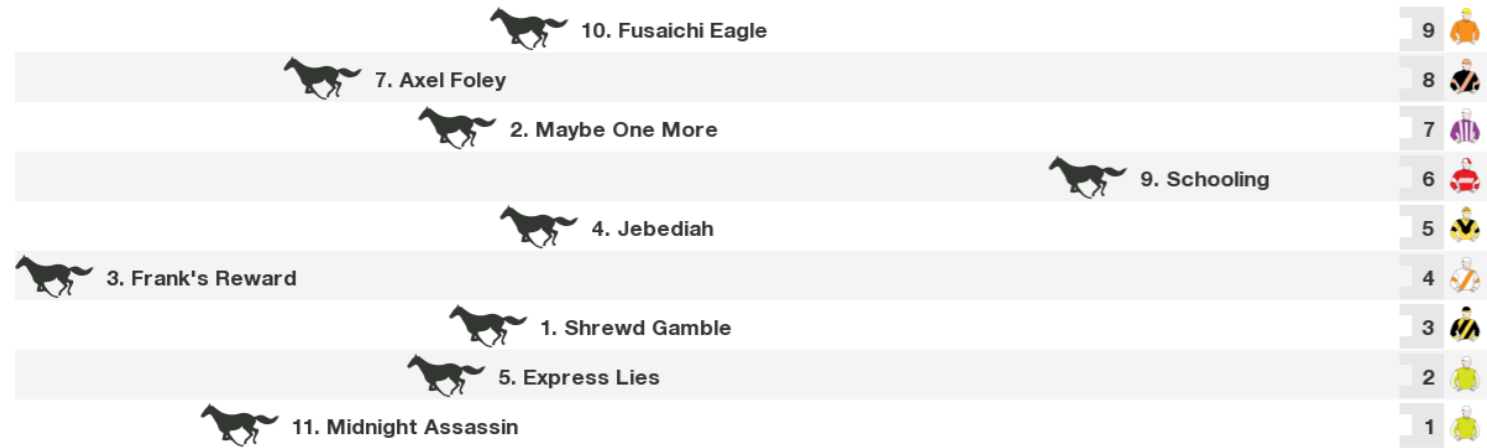 10. Fusaichi Eagle 9
7. Axel Foley 8
2. Maybe One More 7
9. Schooling 6
4. Jebediah 5
3. Frank's Reward 4
1. Shrewd Gamble 3
5. Express Lies 2
11. Midnight Assassin 1